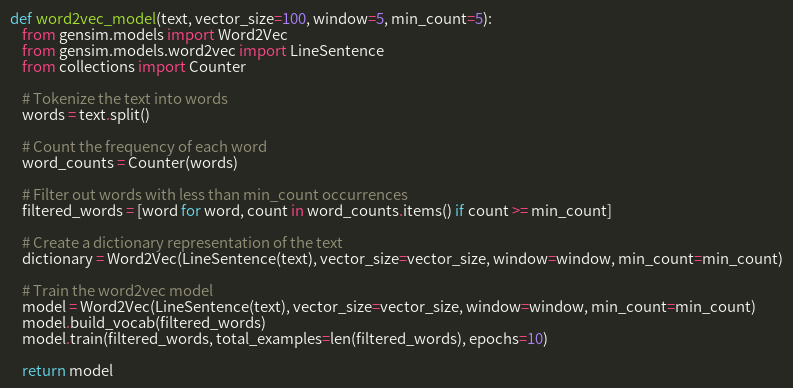 def word2vec_model(text, vector_size=100, window=5, min_count=5):
from gensim.models import Word2Vec
from gensim.models.word2vec import LineSentence
from collections import Counter
# Tokenize the text into words
words = text.split()
# Count the frequency of each word
word_counts = Counter(words)
# Filter out words with less than min_count occurrences
filtered_words = [word for word, count in word_counts.items() if count >= min_count]
# Create a dictionary representation of the text
dictionary = Word2Vec(LineSentence(text), vector_size=vector_size, window=window, min_count=min_count)
# Train the word2vec model
model = Word2Vec(LineSentence(text), vector_size=vector_size, window=window, min_count=min_count)
model.build_vocab(filtered_words)
model.train(filtered_words, total_examples=len(filtered_words), epochs=10)
return model